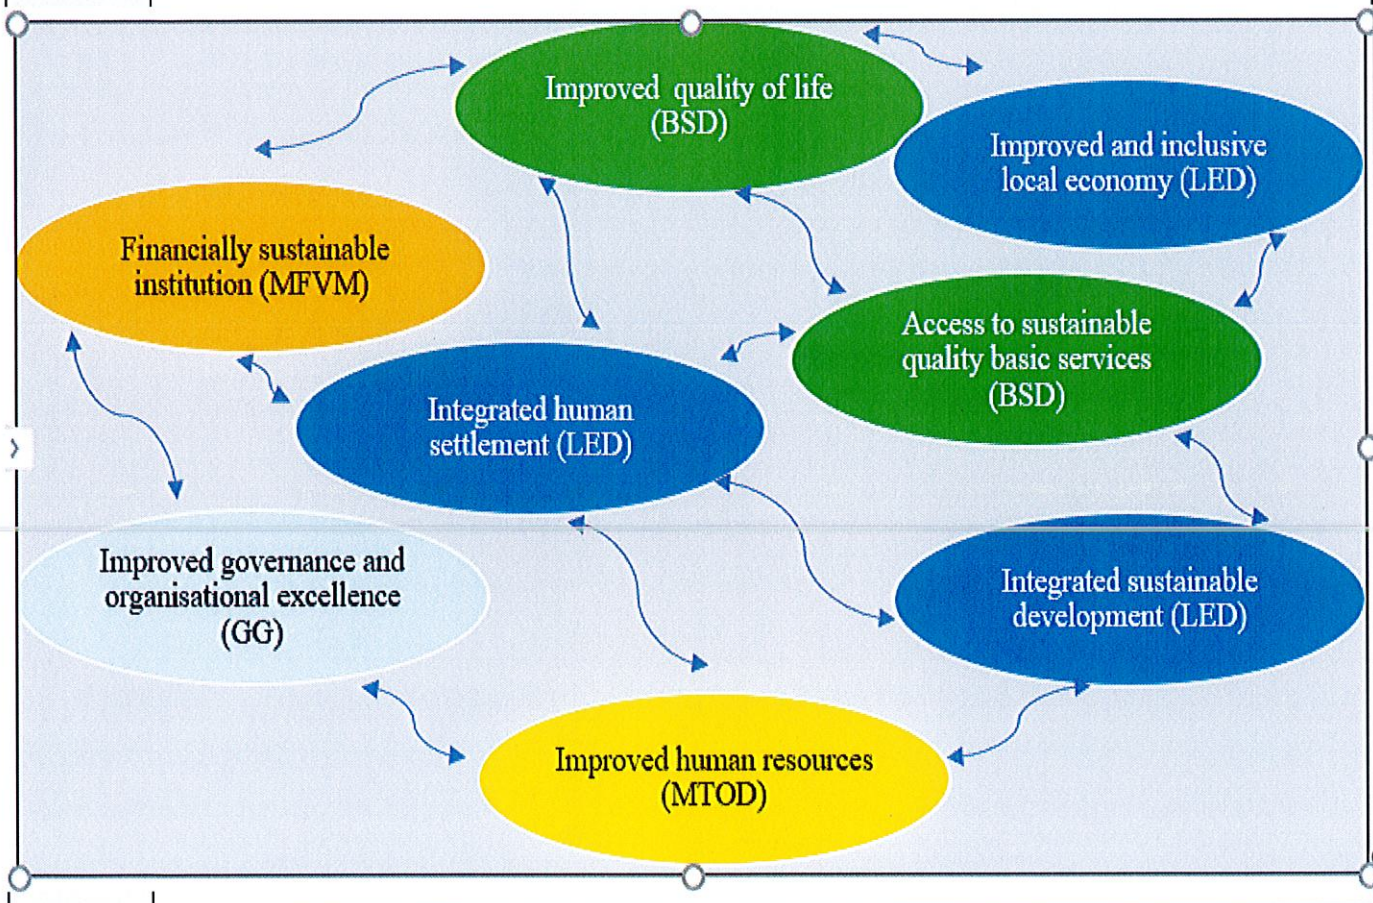 Improved quality of life
(BSD)
Improved and inclusive
local economy (LED)
Financially sustainable
institution (MFVM)
Access to sustainable
quality basic services
(BSD)
Integrated human
settlement (LED)
Improved governance and
organisational excellence
(GG)
Integrated sustainable
development (LED)
Improved human resources
(MTOD)